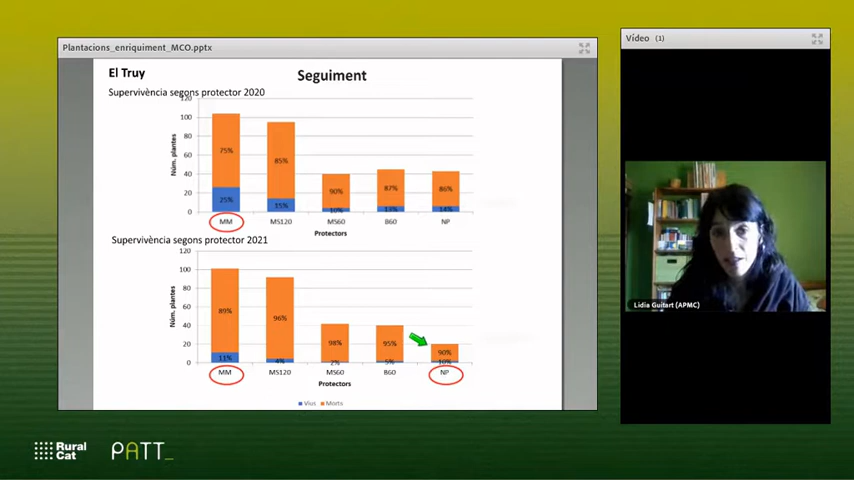 Plantacions_enriquiment_MCO.pptx
Vídeo (1)
El Truy
Seguiment
Supervivència segons protector 2020
120
100
80
60
40
20
0
Núm. plantes
75%
25%
85%
15%
90%
10%
87%
13%
86%
14%
MM
MS120
MS60
B60
NP
Protectors
Supervivència segons protector 2021
120
100
80
60
40
20
0
Núm. plantes
89%
11%
96%
4%
98%
2%
95%
5%
90%
10%
MM
MS120
MS60
B60
NP
Protectors
Vius Morts
Lidia Guitart (APMC)
Rural
Cat
PATT_